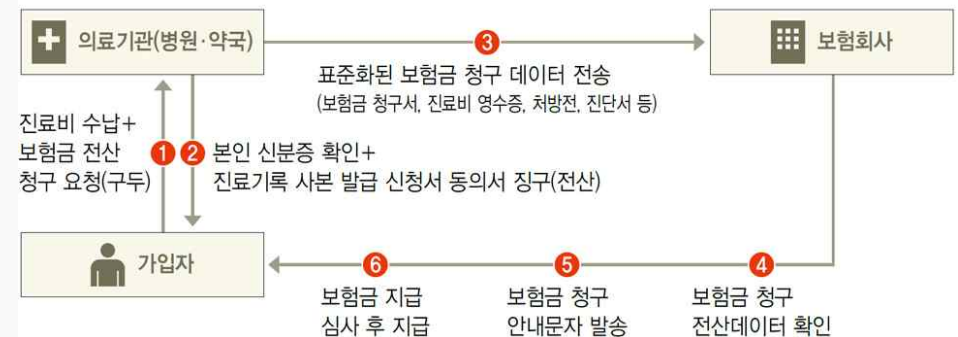 의료기관(병원·약국)
3
보험회사
표준화된 보험금 청구 데이터 전송
(보험금 청구서, 진료비 영수증, 처방전, 진단서 등)
진료비 수납+
보험금 전산
청구 요청(구두)
1
2
본인 신분증 확인+
진료기록 사본 발급 신청서 동의서 징구(전산)
가입자
6
보험금 지급
심사 후 지급
5
보험금 청구
안내문자 발송
4
보험금 청구
전산데이터 확인